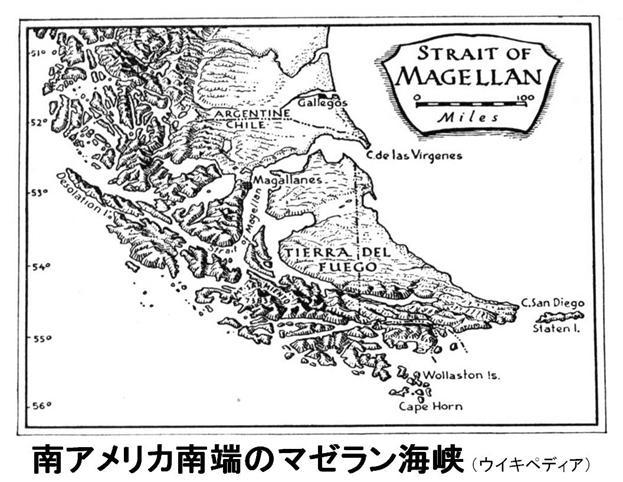 STRAIT OF
MAGELLAN
0 100
Miles
51°
Gallegos
ARGENTINE
CHILE
52°
C. de las Virgenes
Magallanes
53°
Desolation I.
Strait of Magellan
TIERRA DEL
FUEGO
54°
C. San Diego
Staten I.
55°
Wollaston Is.
Cape Horn
56°
南アメリカ南端のマゼラン海峡（ウイキペディア）